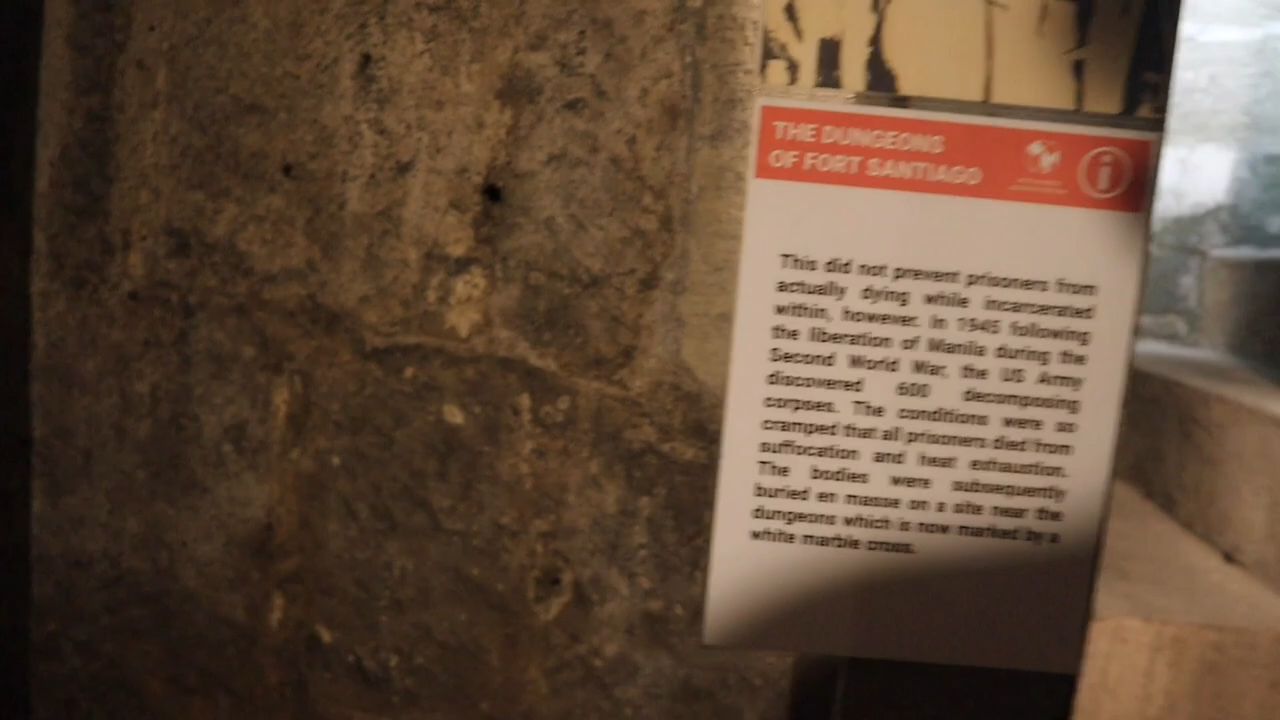 THE DUNGEONS
OF FORT SANTIAGO
This did not prevent prisoners from
actually dying while incarcerated
within, however. In 1945 following
the liberation of Manila during the
Second World War, the US Army
discovered 600 decomposing
corpses. The conditions were so
cramped that all prisoners died from
suffocation and heat exhaustion.
The bodies were subsequently
buried en masse on a site near the
dungeons which is now marked by a
white marble cross.